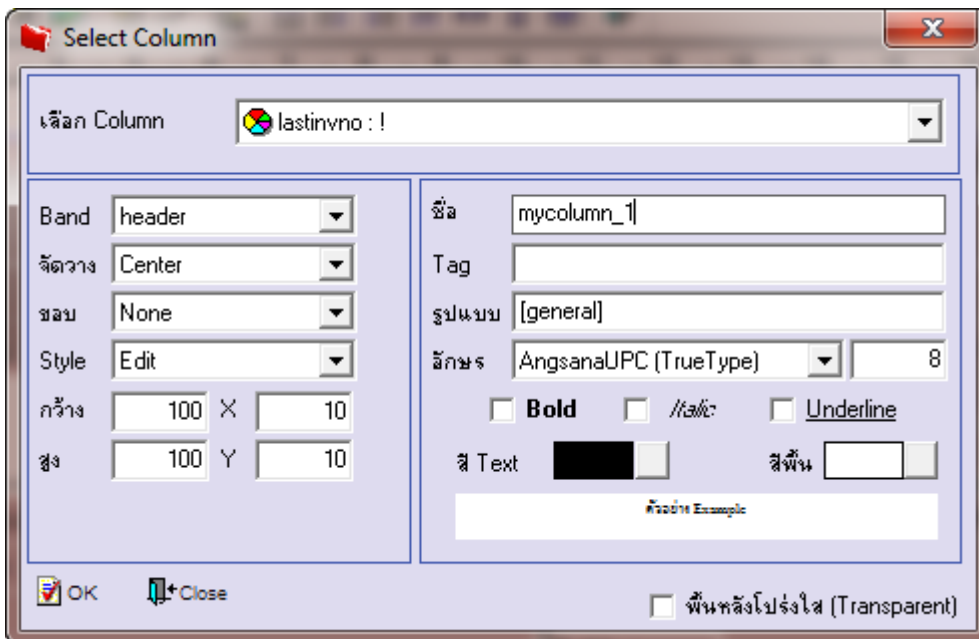 Select Column
เลือก Column
lastinvno : !
Band header
จัดวาง Center
ขอบ None
Style Edit
กว้าง 100 X 10
สูง 100 Y 10
ชื่อ mycolumn_1
Tag
รูปแบบ [general]
อักษร AngsanaUPC (TrueType) 8
Bold Italic Underline
สี Text สีพื้น
ตัวอย่าง Example
OK Close
พื้นหลังโปร่งใส (Transparent)